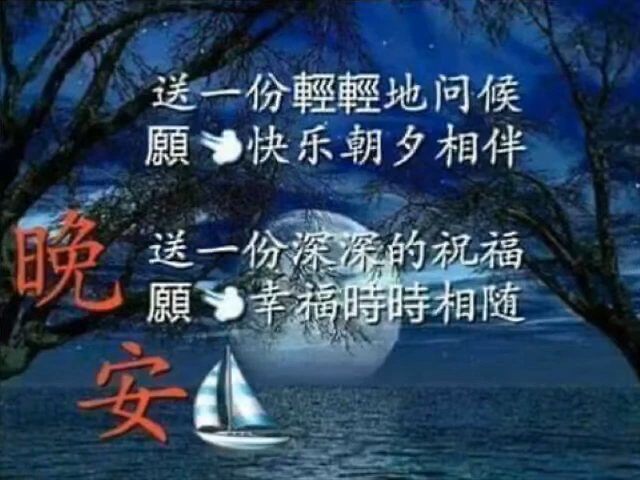 送一份輕輕地问候
願快乐朝夕相伴
送一份深深的祝福
願幸福時時相随
晚
安